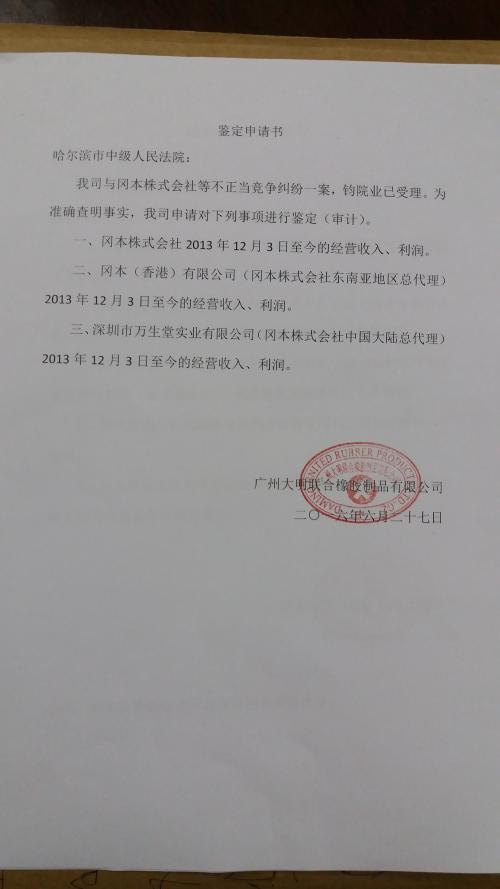 鉴定申请书
哈尔滨市中级人民法院：
我司与冈本株式会社等不正当竞争纠纷一案，钧院业已受理。为
准确查明事实，我司申请对下列事项进行鉴定（审计）。
一、冈本株式会社 2013 年 12 月 3 日至今的经营收入、利润。
二、冈本（香港）有限公司（冈本株式会社东南亚地区总代理）
2013 年 12 月 3 日至今的经营收入、利润。
三、深圳市万生堂实业有限公司（冈本株式会社中国大陆总代理）
2013 年 12 月 3 日至今的经营收入、利润。
UNITED RUBBER PRODUCTS LTD
广州大明联合橡胶制品有限公司
二〇一六年六月二十七日